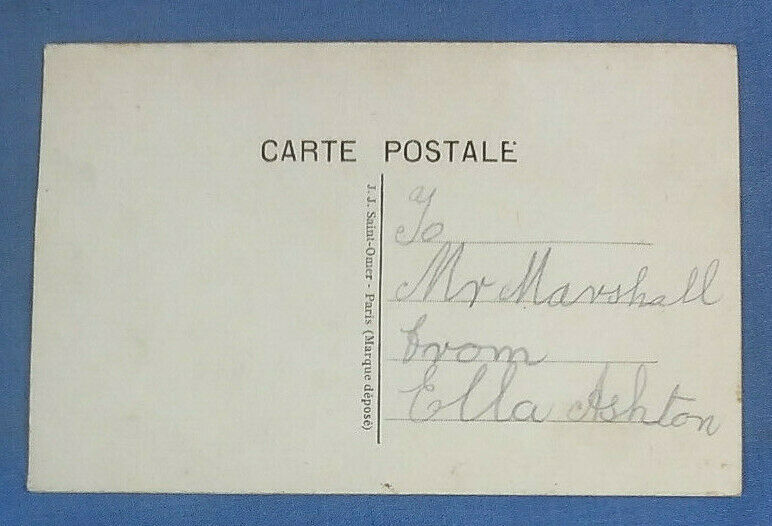 CARTE POSTALE
J. J. Saint-Omer - Paris (Marque déposé)
To
Mr Marshall
from
Ella Ashton